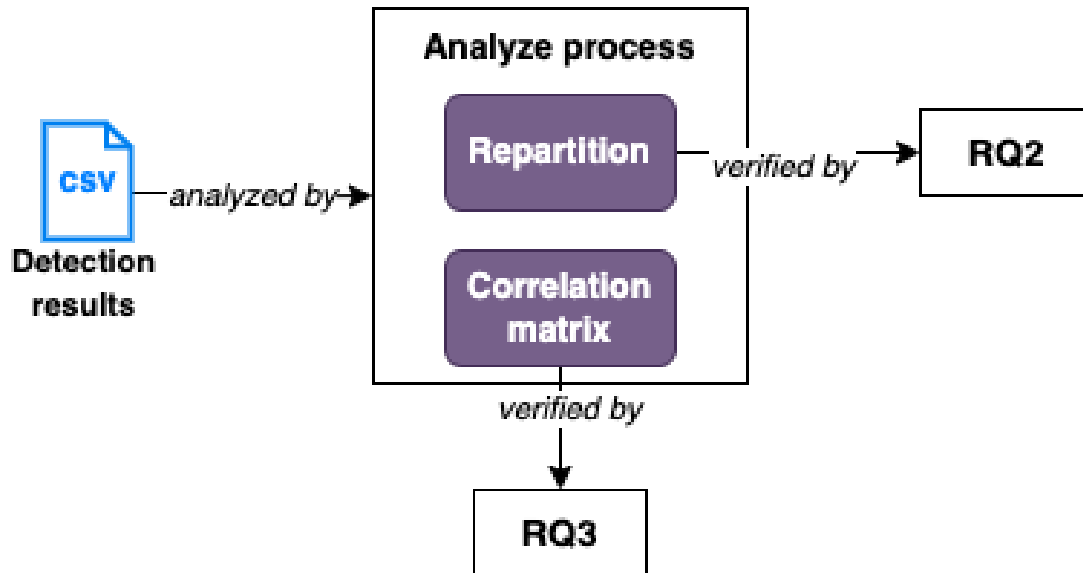 Analyze process
Repartition
RQ2
verified by
csv
analyzed by
Detection
results
Correlation
matrix
verified by
RQ3